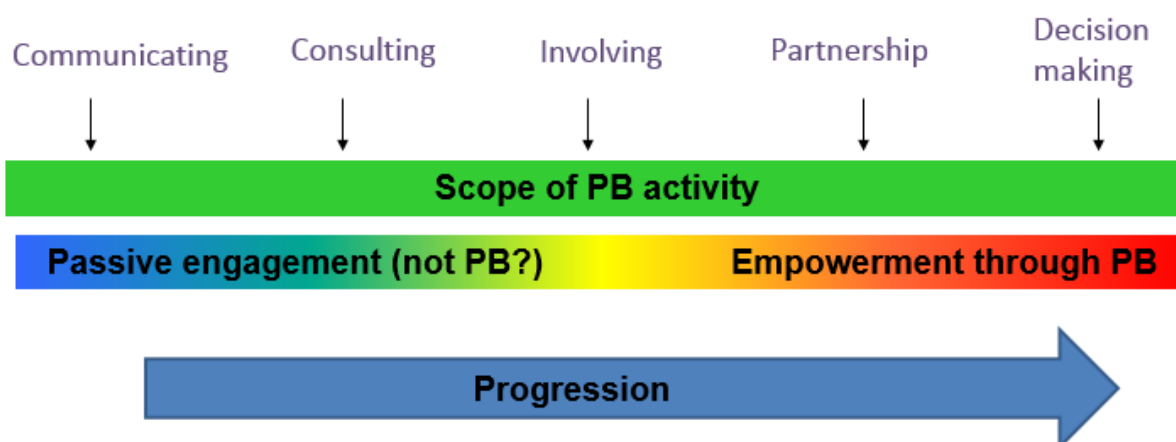 Communicating
Consulting
Involving
Partnership
Decision
making
Scope of PB activity
Passive engagement (not PB?)
Empowerment through PB
Progression